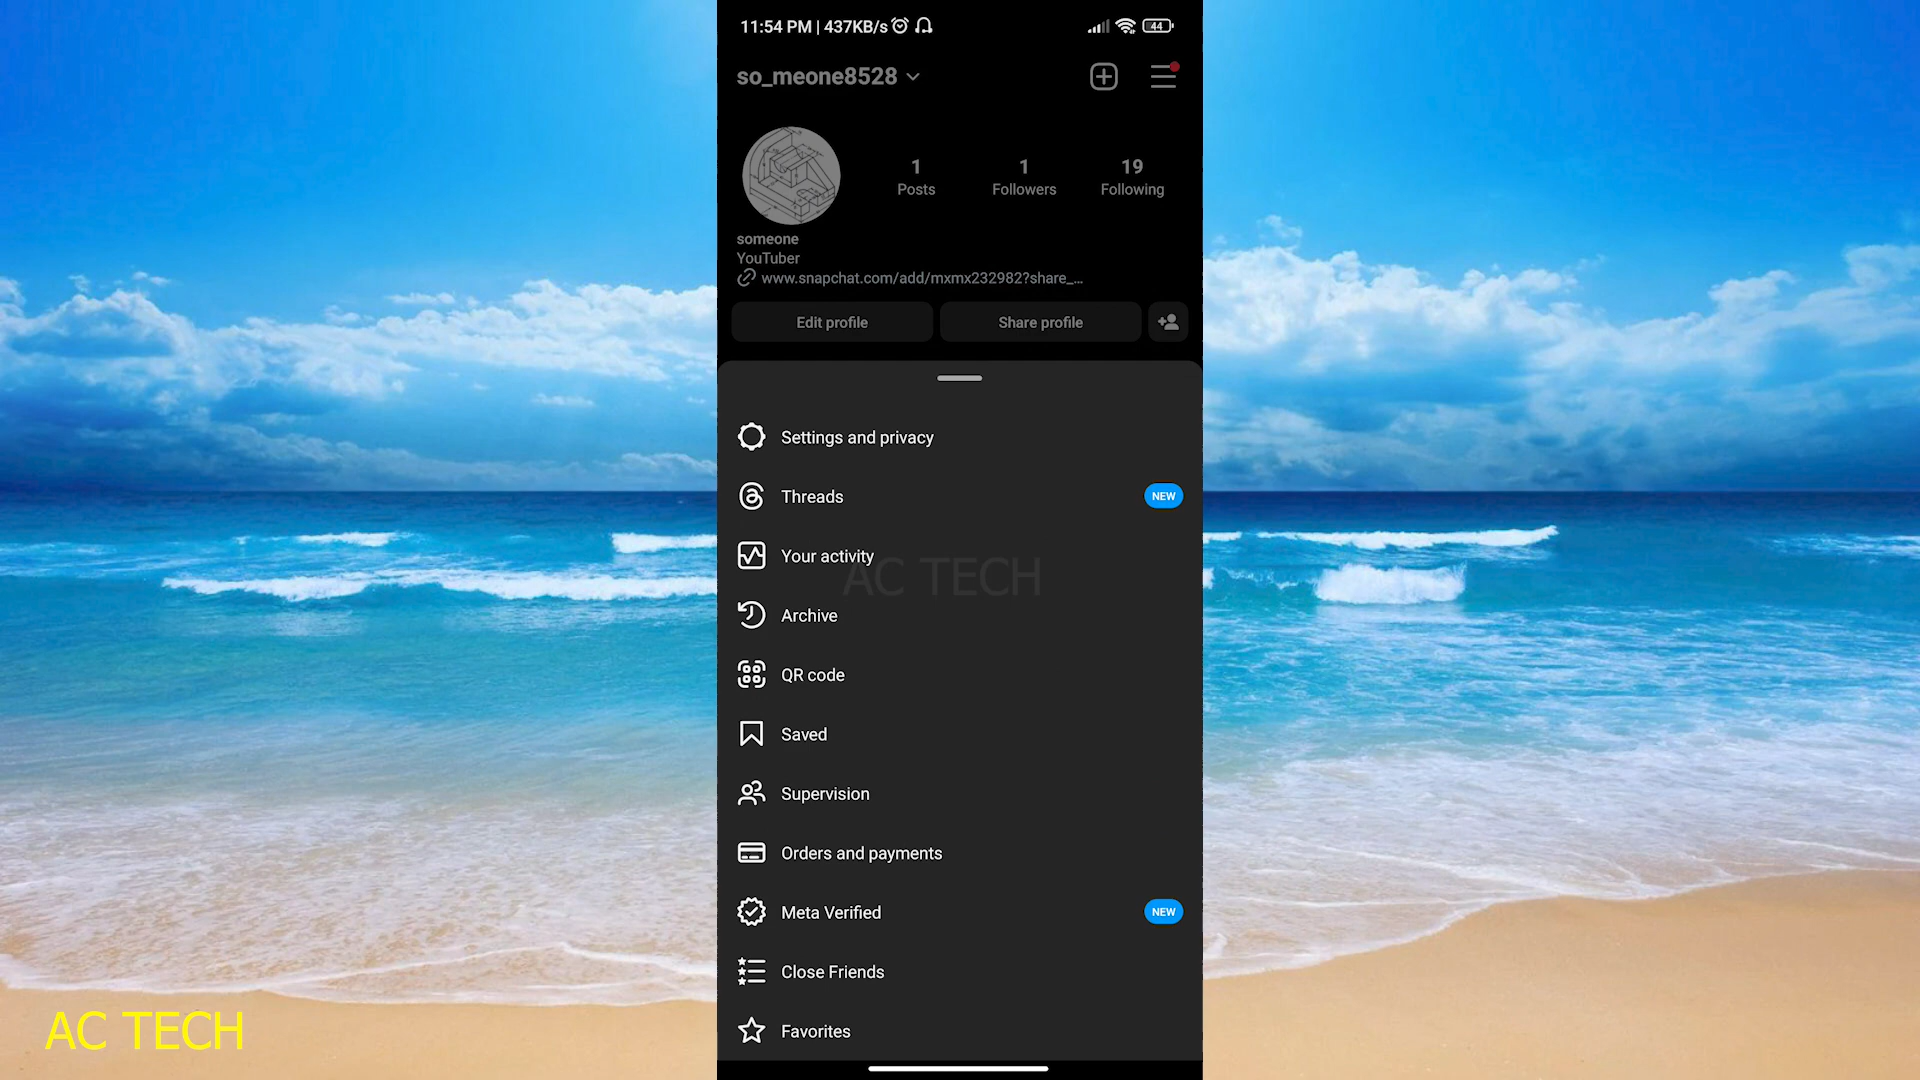 11:54 PM | 437KB/s
44
so_meone8528
1
Posts
1
Followers
19
Following
someone
YouTuber
www.snapchat.com/add/mxmx232982?share_...
Edit profile
Share profile
Settings and privacy
Threads
NEW
Your activity
AC TECH
Archive
QR code
Saved
Supervision
Orders and payments
Meta Verified
NEW
Close Friends
Favorites
AC TECH